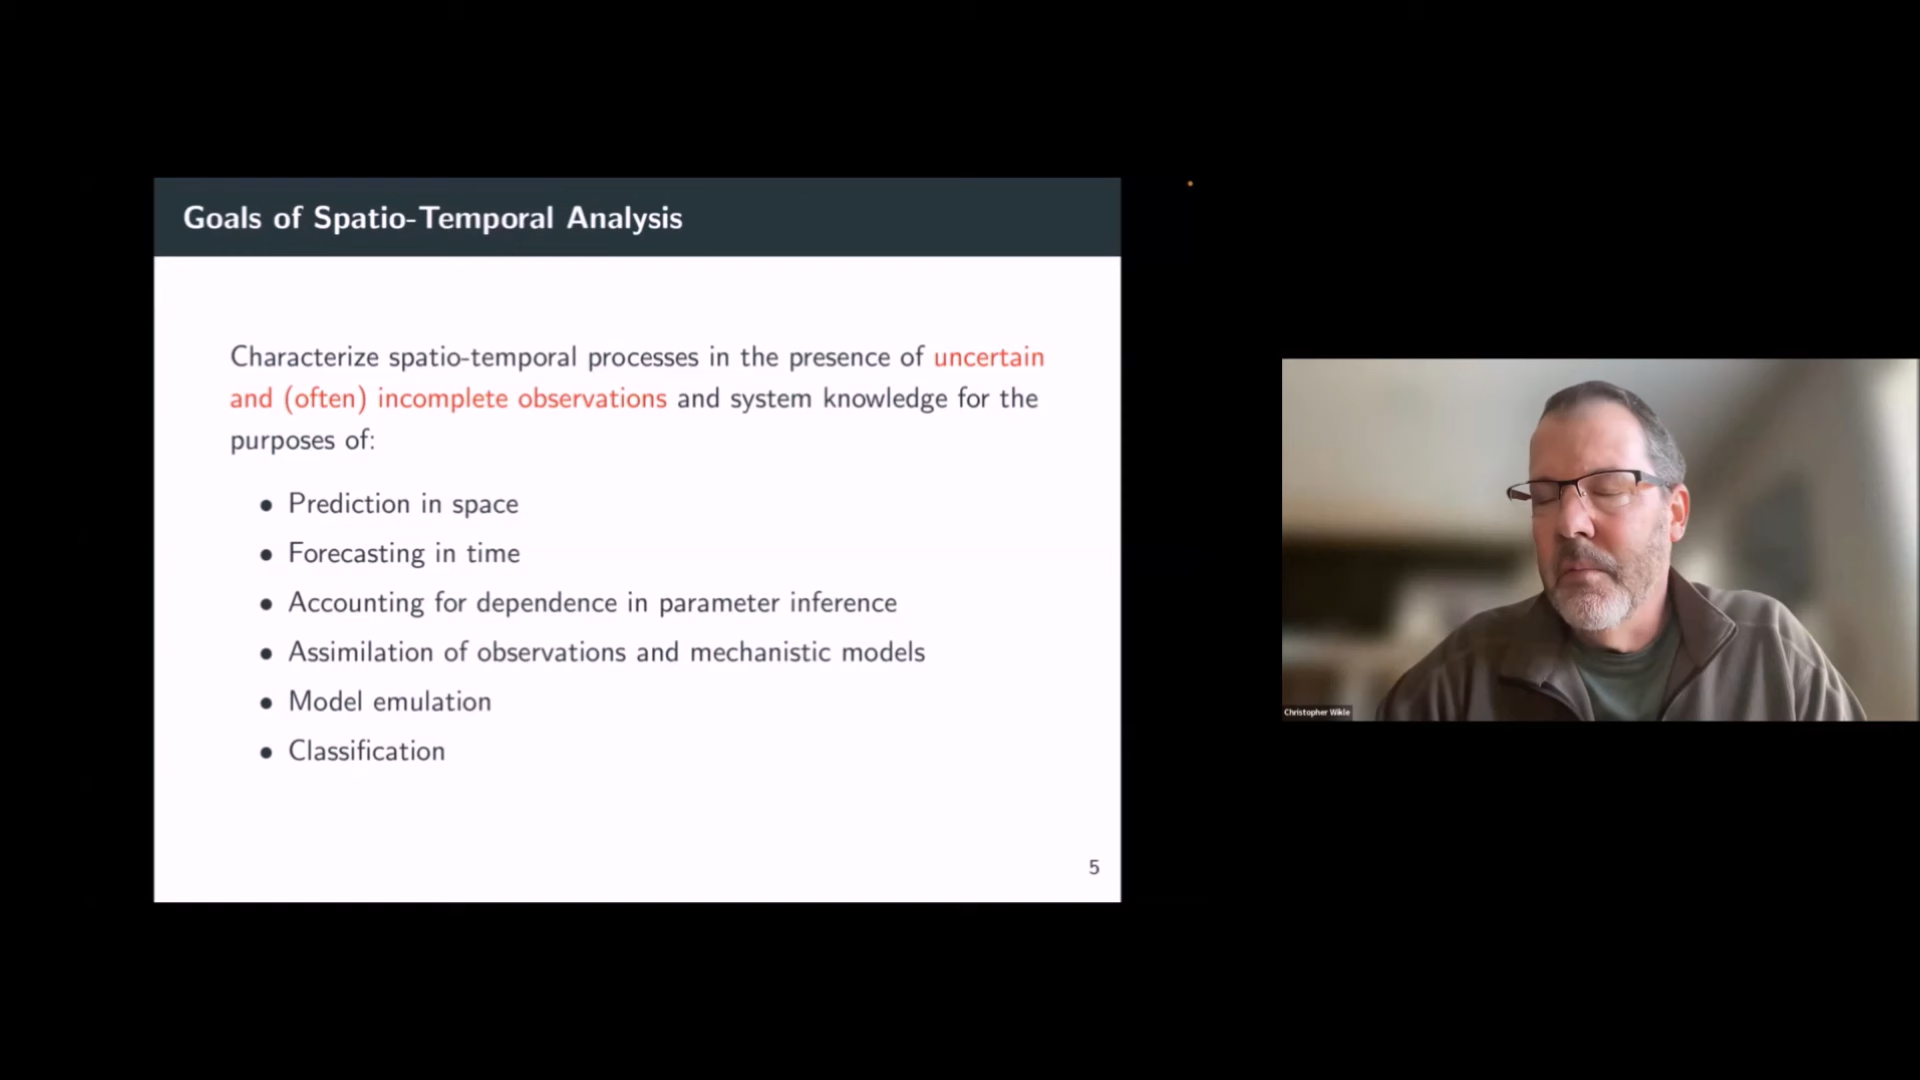 Goals of Spatio-Temporal Analysis
Characterize spatio-temporal processes in the presence of uncertain
and (often) incomplete observations and system knowledge for the
purposes of:
● Prediction in space
● Forecasting in time
● Accounting for dependence in parameter inference
● Assimilation of observations and mechanistic models
● Model emulation
● Classification
5
Christopher Wikle